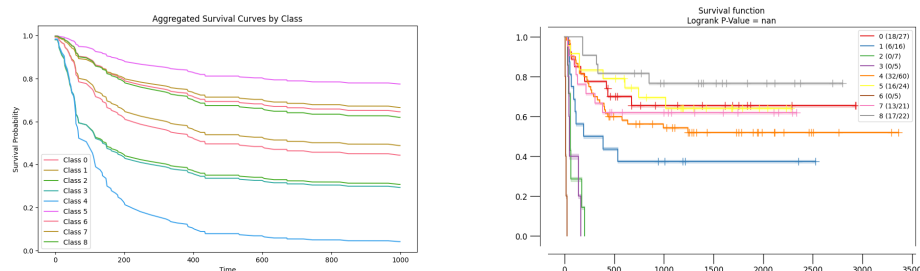 Aggregated Survival Curves by Class
Survival Probability
1.0
0.8
0.6
0.4
0.2
0.0
Class 0
Class 1
Class 2
Class 3
Class 4
Class 5
Class 6
Class 7
Class 8
0
200
400
600
800
1000
Time
Survival function
Logrank P-Value = nan
1.0
0.8
0.6
0.4
0.2
0.0
0 (18/27)
1 (6/16)
2 (0/7)
3 (0/5)
4 (32/60)
5 (16/24)
6 (0/5)
7 (13/21)
8 (17/22)
0
500
1000
1500
2000
2500
3000
3500